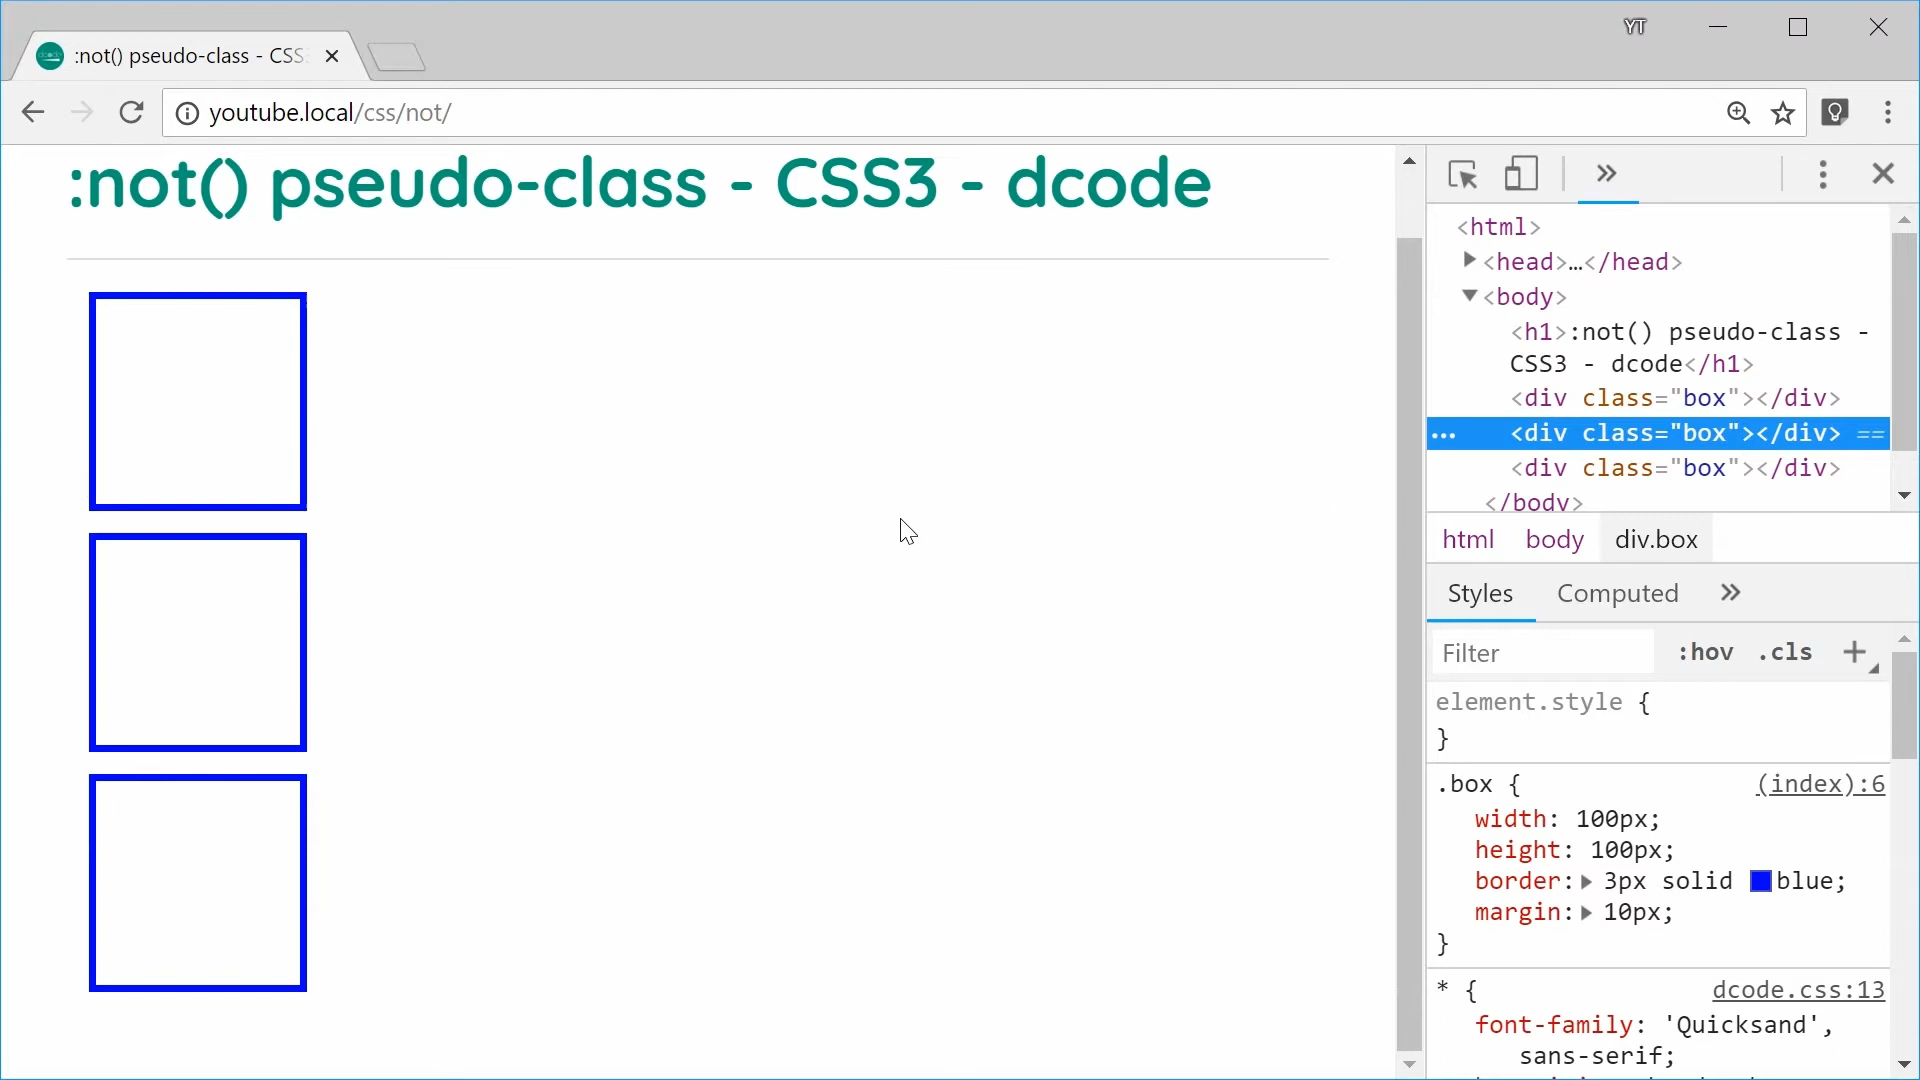 YT
:not() pseudo-class - CSS
youtube.local/css/not/
:not() pseudo-class - CSS3 - dcode
<html>
<head>…</head>
<body>
<h1>:not() pseudo-class -
CSS3 - dcode</h1>
<div class="box"></div>
... <div class="box"></div> ==
<div class="box"></div>
</body>
html body div.box
Styles Computed
Filter :hov .cls
element.style {
}
.box { (index):6
width: 100px;
height: 100px;
border: 3px solid blue;
margin: 10px;
}
* { dcode.css:13
font-family: 'Quicksand',
sans-serif;